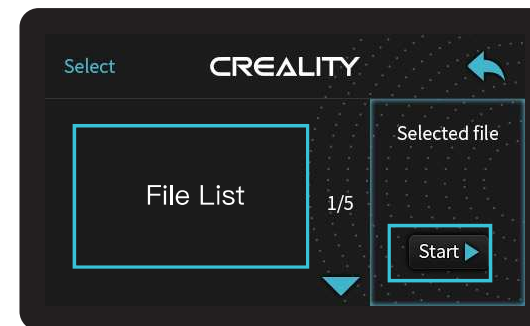 Select
CREALITY
Selected file
File List
1/5
Start